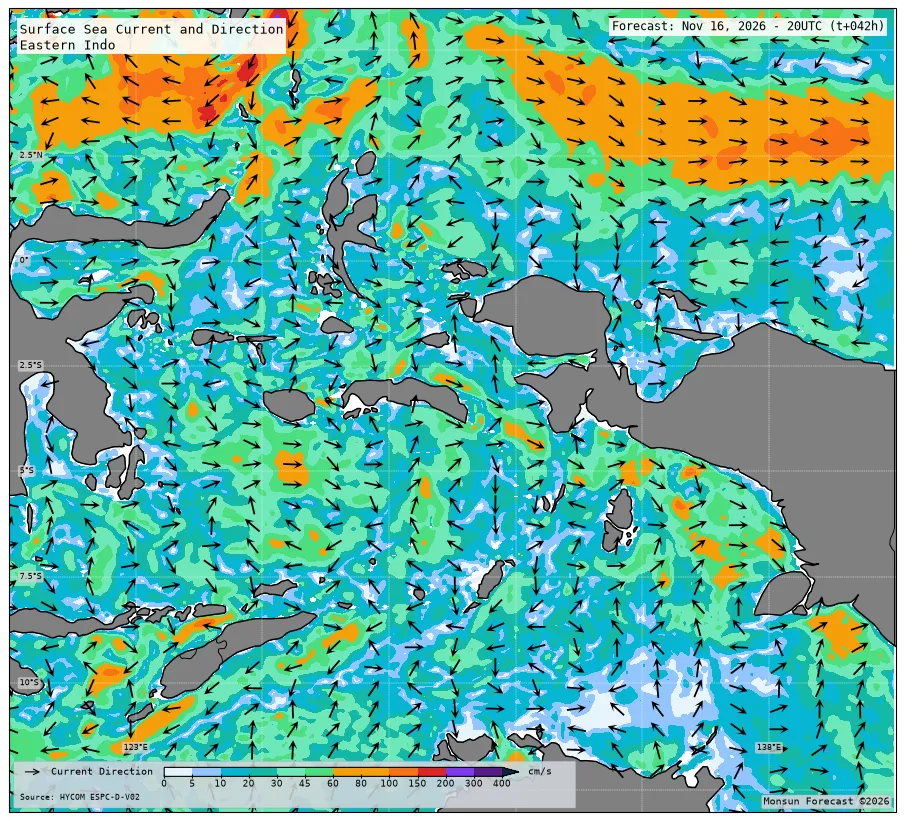 Surface Sea Current and Direction
Eastern Indo
Forecast: Nov 16, 2026 - 20UTC (t+042h)
2.5°N
0°
2.5°S
5°S
7.5°S
10°S
123°E
138°E
Current Direction
cm/s
0 5 10 20 30 45 60 80 100 150 200 300 400
Source: HYCOM ESPC-D-V02
Monsun Forecast ©2026